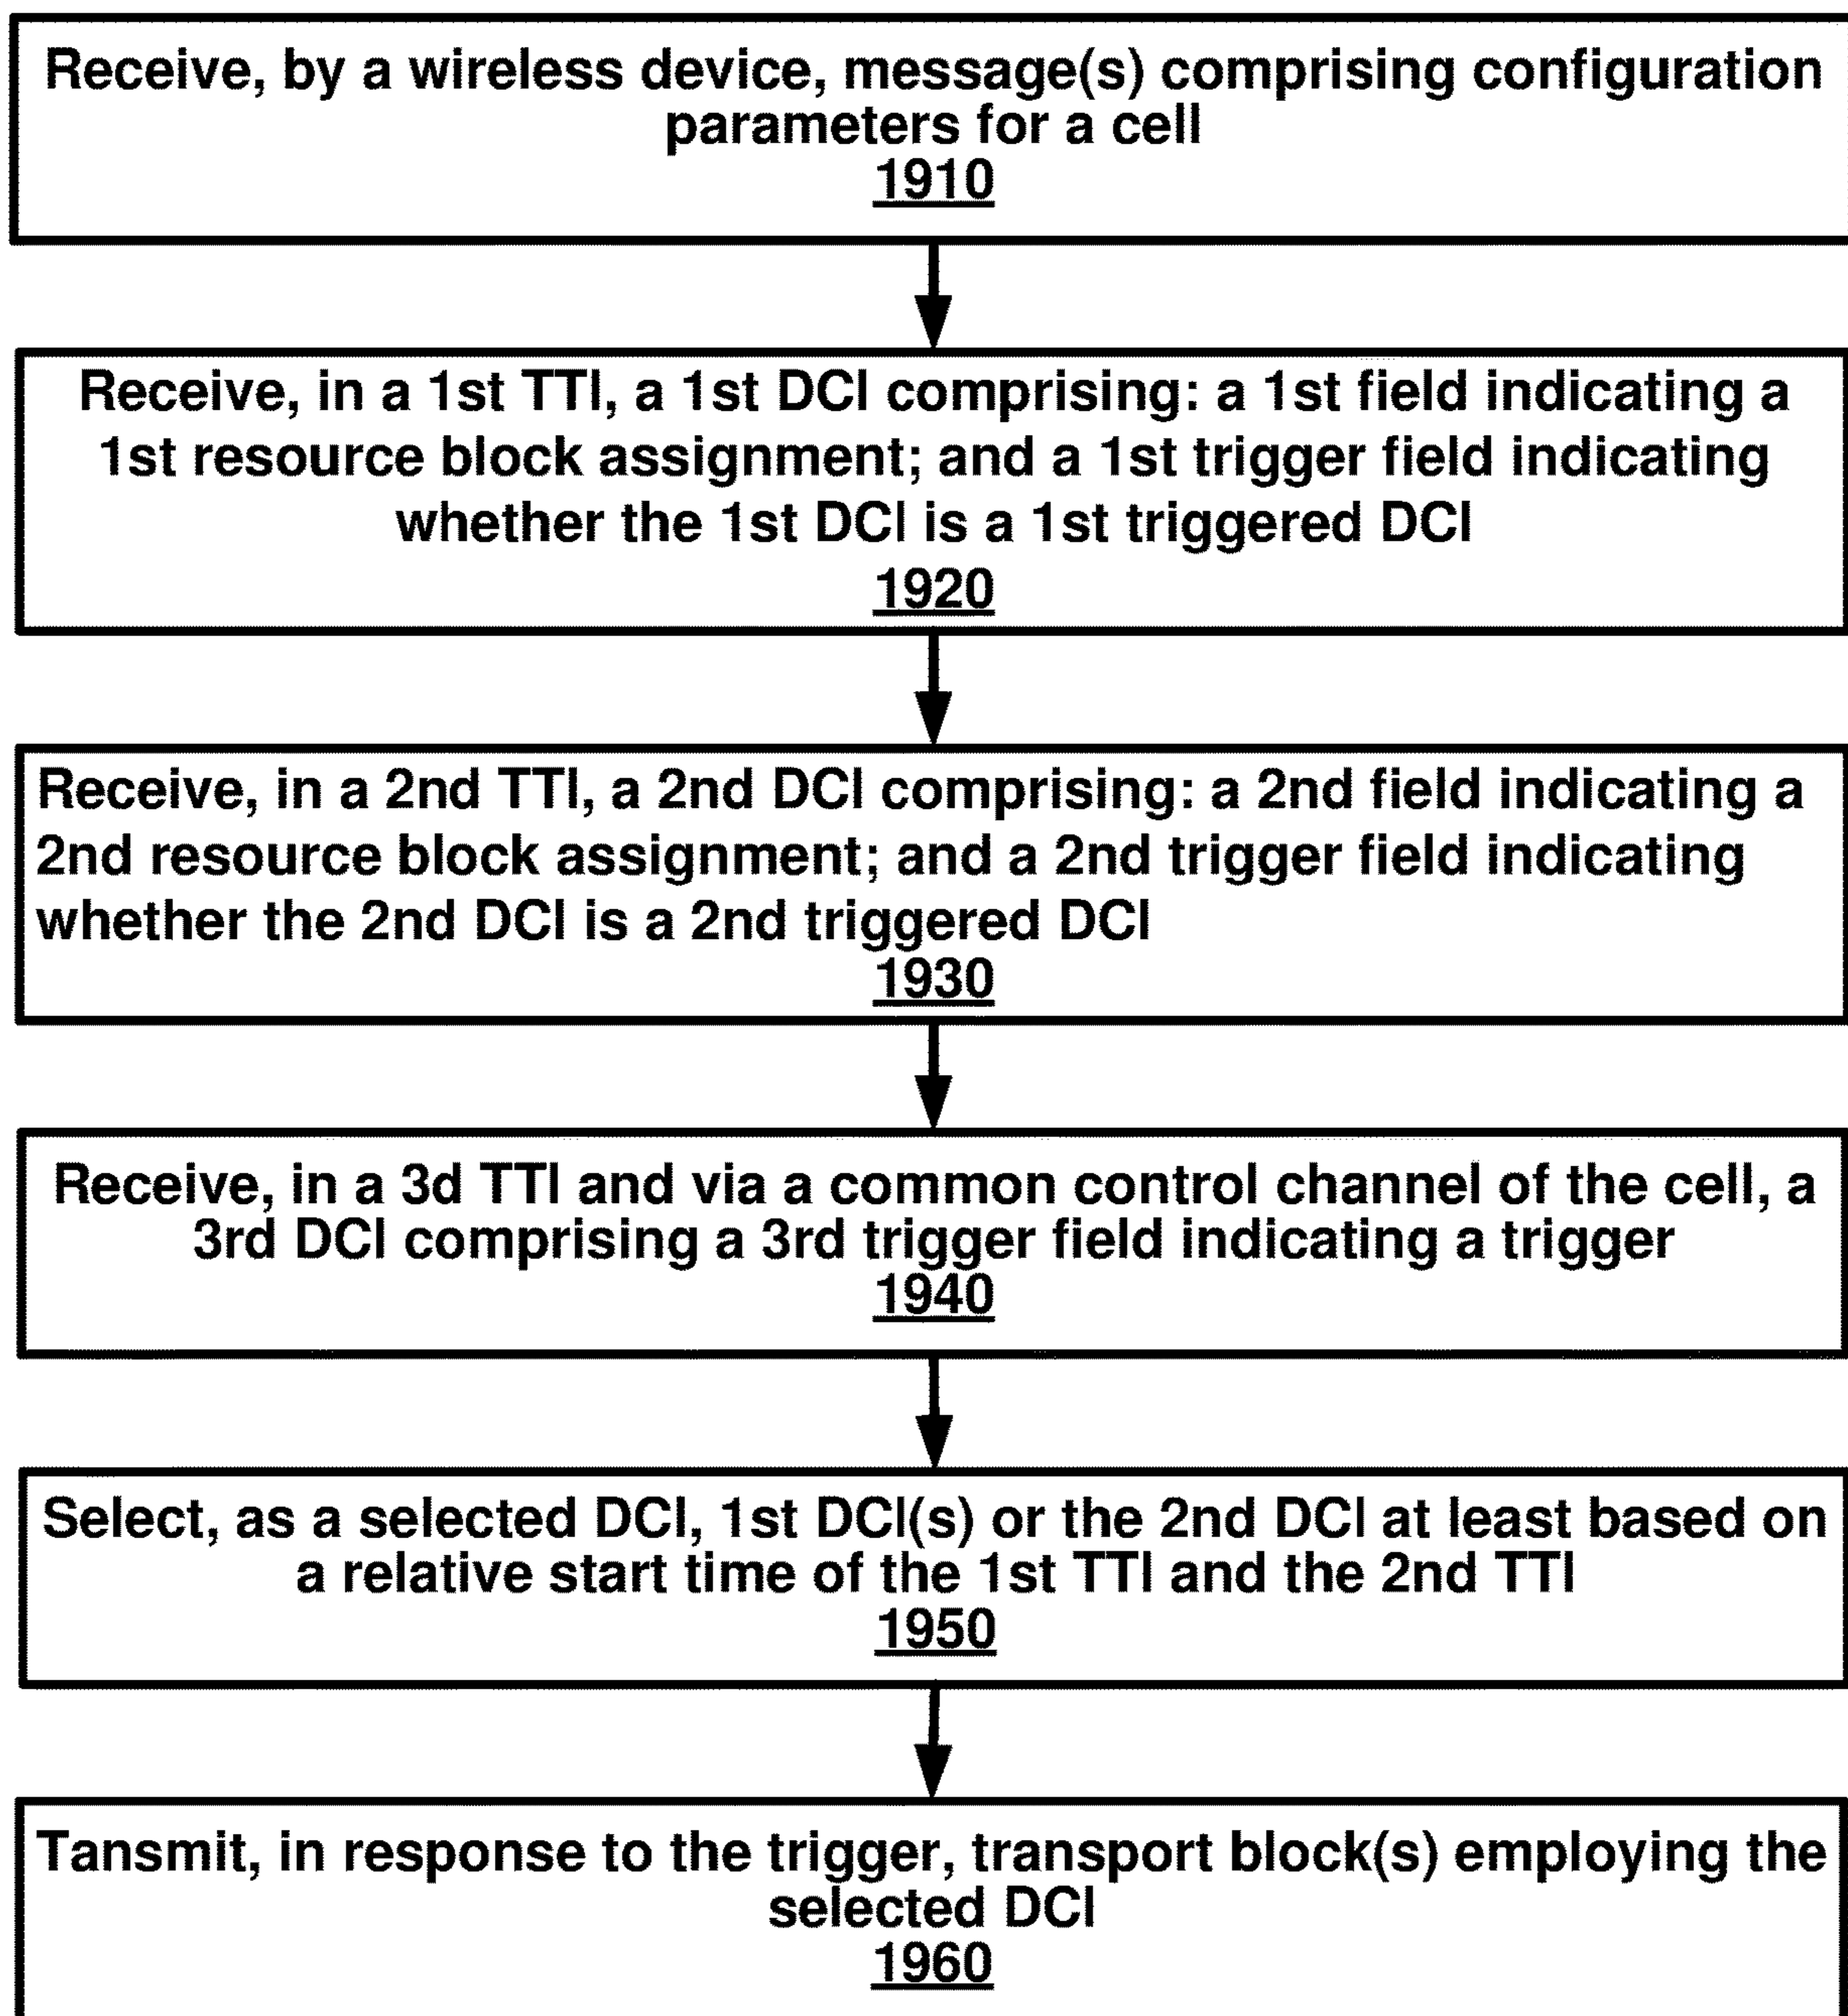 Receive, by a wireless device, message(s) comprising configuration
parameters for a cell
1910
Receive, in a 1st TTI, a 1st DCI comprising: a 1st field indicating a
1st resource block assignment; and a 1st trigger field indicating
whether the 1st DCI is a 1st triggered DCI
1920
Receive, in a 2nd TTI, a 2nd DCI comprising: a 2nd field indicating a
2nd resource block assignment; and a 2nd trigger field indicating
whether the 2nd DCI is a 2nd triggered DCI
1930
Receive, in a 3d TTI and via a common control channel of the cell, a
3rd DCI comprising a 3rd trigger field indicating a trigger
1940
Select, as a selected DCI, 1st DCI(s) or the 2nd DCI at least based on
a relative start time of the 1st TTI and the 2nd TTI
1950
Tansmit, in response to the trigger, transport block(s) employing the
selected DCI
1960